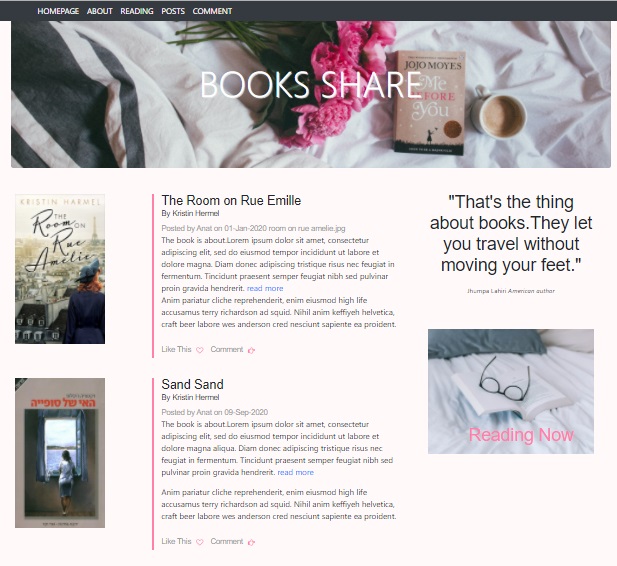 HOMEPAGE ABOUT READING POSTS COMMENT
BOOKS SHARE
JOJO MOYES
Me
BEFORE
You
KRISTIN HARMEL
THE
Room ON
Rue
Amélie
The Room on Rue Emille
By Kristin Hermel
Posted by Anat on 01-Jan-2020 room on rue amelie.jpg
The book is about.Lorem ipsum dolor sit amet, consectetur
adipiscing elit, sed do eiusmod tempor incididunt ut labore et
dolore magna. Diam donec adipiscing tristique risus nec feugiat in
fermentum. Tincidunt praesent semper feugiat nibh sed pulvinar
proin gravida hendrerit. read more
Anim pariatur cliche reprehenderit, enim eiusmod high life
accusamus terry richardson ad squid. Nihil anim keffiyeh helvetica,
craft beer labore wes anderson cred nesciunt sapiente ea proident.
Like This Comment
האי של סופייה
Sand Sand
By Kristin Hermel
Posted by Anat on 09-Sep-2020
The book is about.Lorem ipsum dolor sit amet, consectetur
adipiscing elit, sed do eiusmod tempor incididunt ut labore et
dolore magna aliqua. Diam donec adipiscing tristique risus nec
feugiat in fermentum. Tincidunt praesent semper feugiat nibh sed
pulvinar proin gravida hendrerit. read more
Anim pariatur cliche reprehenderit, enim eiusmod high life
accusamus terry richardson ad squid. Nihil anim keffiyeh helvetica,
craft beer labore wes anderson cred nesciunt sapiente ea proident.
Like This Comment
"That's the thing
about books.They let
you travel without
moving your feet."
Jhumpa Lahiri American author
Reading Now